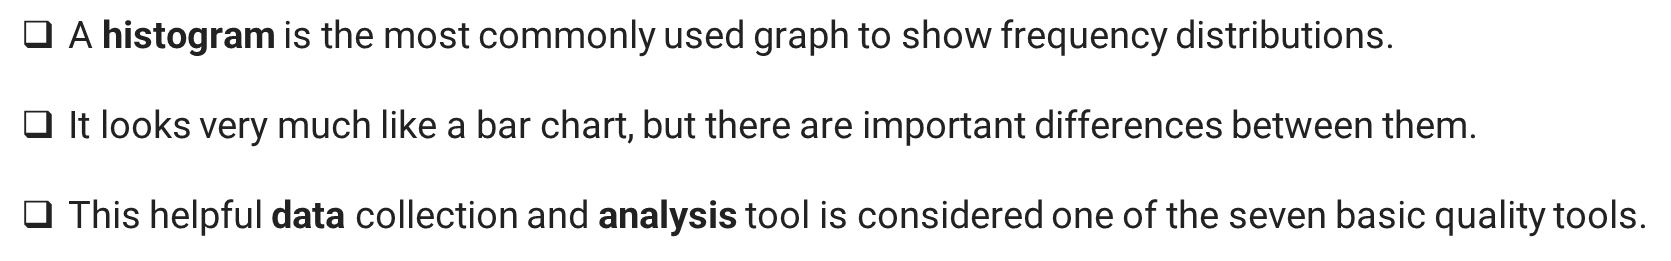 ❑ A histogram is the most commonly used graph to show frequency distributions.
❑ It looks very much like a bar chart, but there are important differences between them.
❑ This helpful data collection and analysis tool is considered one of the seven basic quality tools.